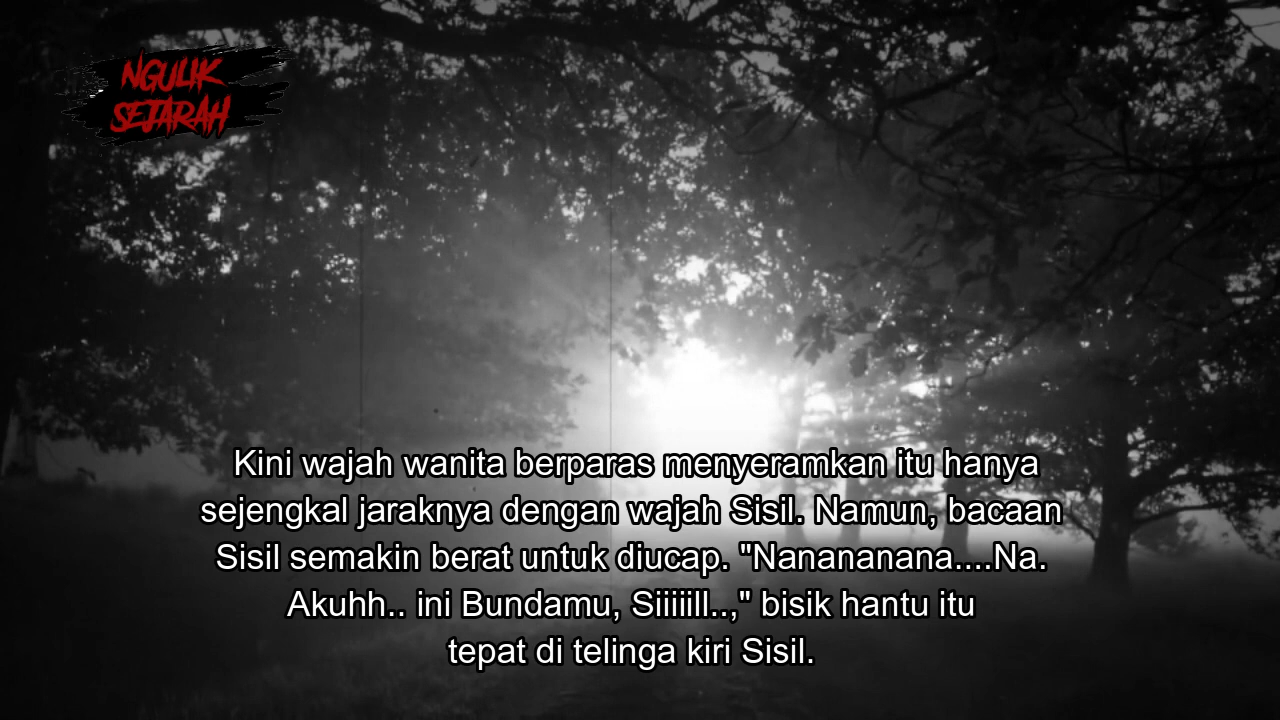 NGULIK
SEJARAH
Kini wajah wanita berparas menyeramkan itu hanya
sejengkal jaraknya dengan wajah Sisil. Namun, bacaan
Sisil semakin berat untuk diucap. "Nanananana....Na.
Akuhh.. ini Bundamu, Siiiiill..," bisik hantu itu
tepat di telinga kiri Sisil.